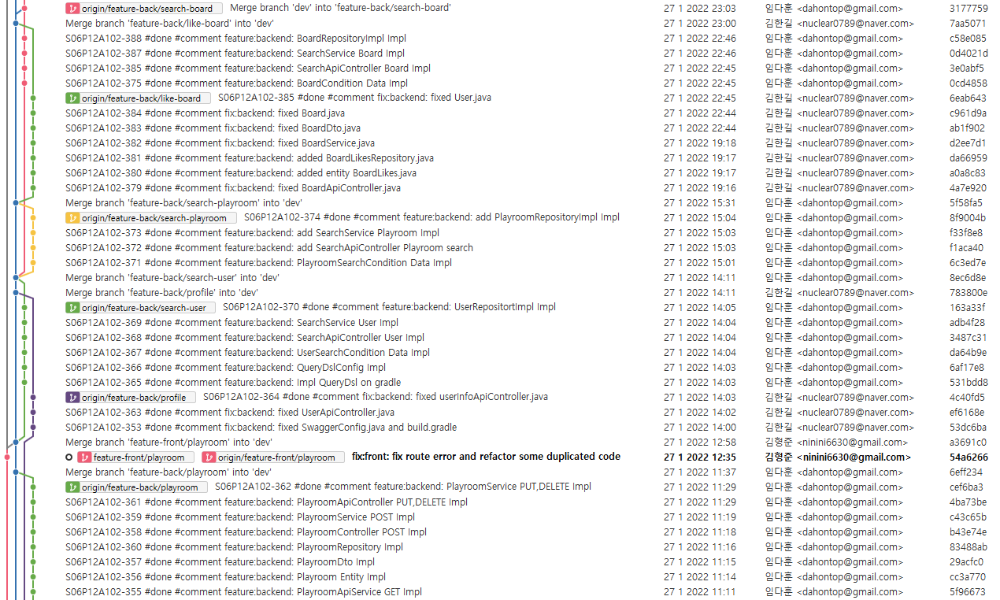 origin/feature-back/search-board Merge branch 'dev' into 'feature-back/search-board' 27 1 2022 23:03 임다훈 <dahontop@gmail.com> 3177759
Merge branch 'feature-back/like-board' into 'dev' 27 1 2022 23:00 김한길 <nuclear0789@naver.com> 7aa5071
S06P12A102-388 #done #comment feature:backend: BoardRepositoryImpl Impl 27 1 2022 22:46 임다훈 <dahontop@gmail.com> c58e085
S06P12A102-387 #done #comment feature:backend: SearchService Board Impl 27 1 2022 22:46 임다훈 <dahontop@gmail.com> 0d4021d
S06P12A102-385 #done #comment feature:backend: SearchApiController Board Impl 27 1 2022 22:45 임다훈 <dahontop@gmail.com> 3e0abf5
S06P12A102-375 #done #comment feature:backend: BoardCondition Data Impl 27 1 2022 22:45 임다훈 <dahontop@gmail.com> 0cd4858
origin/feature-back/like-board S06P12A102-385 #done #comment fix:backend: fixed User.java 27 1 2022 22:45 김한길 <nuclear0789@naver.com> 6eab643
S06P12A102-384 #done #comment fix:backend: fixed Board.java 27 1 2022 22:44 김한길 <nuclear0789@naver.com> c961d9a
S06P12A102-383 #done #comment fix:backend: fixed BoardDto.java 27 1 2022 22:44 김한길 <nuclear0789@naver.com> ab1f902
S06P12A102-382 #done #comment fix:backend: fixed BoardService.java 27 1 2022 19:18 김한길 <nuclear0789@naver.com> d2ee7d1
S06P12A102-381 #done #comment fix:backend: added BoardLikesRepository.java 27 1 2022 19:17 김한길 <nuclear0789@naver.com> da66959
S06P12A102-380 #done #comment fix:backend: added entity BoardLikes.java 27 1 2022 19:17 김한길 <nuclear0789@naver.com> a0a8c83
S06P12A102-379 #done #comment fix:backend: fixed BoardApiController.java 27 1 2022 19:16 김한길 <nuclear0789@naver.com> 4a7e920
Merge branch 'feature-back/search-playroom' into 'dev' 27 1 2022 15:31 임다훈 <dahontop@gmail.com> 5f58fa5
origin/feature-back/search-playroom S06P12A102-374 #done #comment feature:backend: add PlayroomRepositoryImpl Impl 27 1 2022 15:04 임다훈 <dahontop@gmail.com> 8f9004b
S06P12A102-373 #done #comment feature:backend: add SearchService Playroom Impl 27 1 2022 15:03 임다훈 <dahontop@gmail.com> f33f8e8
S06P12A102-372 #done #comment feature:backend: add SearchApiController Playroom search 27 1 2022 15:03 임다훈 <dahontop@gmail.com> f1aca40
S06P12A102-371 #done #comment feature:backend: PlayroomSearchCondition Data Impl 27 1 2022 15:01 임다훈 <dahontop@gmail.com> 6c3ed7e
Merge branch 'feature-back/search-user' into 'dev' 27 1 2022 14:11 임다훈 <dahontop@gmail.com> 8ec6d8e
Merge branch 'feature-back/profile' into 'dev' 27 1 2022 14:11 김한길 <nuclear0789@naver.com> 783800e
origin/feature-back/search-user S06P12A102-370 #done #comment feature:backend: UserRepositortImpl Impl 27 1 2022 14:05 임다훈 <dahontop@gmail.com> 163a33f
S06P12A102-369 #done #comment feature:backend: SearchService User Impl 27 1 2022 14:04 임다훈 <dahontop@gmail.com> adb4f28
S06P12A102-368 #done #comment feature:backend: SearchApiController User Impl 27 1 2022 14:04 임다훈 <dahontop@gmail.com> 3487c31
S06P12A102-367 #done #comment feature:backend: UserSearchCondition Data Impl 27 1 2022 14:04 임다훈 <dahontop@gmail.com> da64b9e
S06P12A102-366 #done #comment feature:backend: QueryDslConfig Impl 27 1 2022 14:03 임다훈 <dahontop@gmail.com> 6af17e8
S06P12A102-365 #done #comment feature:backend: Impl QueryDsl on gradle 27 1 2022 14:03 임다훈 <dahontop@gmail.com> 531bdd8
origin/feature-back/profile S06P12A102-364 #done #comment fix:backend: fixed userInfoApiController.java 27 1 2022 14:03 김한길 <nuclear0789@naver.com> 4c40fd5
S06P12A102-363 #done #comment fix:backend: fixed UserApiController.java 27 1 2022 14:02 김한길 <nuclear0789@naver.com> ef6168e
S06P12A102-353 #done #comment fix:backend: fixed SwaggerConfig.java and build.gradle 27 1 2022 14:00 김한길 <nuclear0789@naver.com> 53dc6ba
Merge branch 'feature-front/playroom' into 'dev' 27 1 2022 12:58 김형준 <ninini6630@gmail.com> a3691c0
feature-front/playroom origin/feature-front/playroom fix:front: fix route error and refactor some duplicated code 27 1 2022 12:35 김형준 <ninini6630@gmail.com> 54a6266
Merge branch 'feature-back/playroom' into 'dev' 27 1 2022 11:37 임다훈 <dahontop@gmail.com> 6eff234
origin/feature-back/playroom S06P12A102-362 #done #comment feature:backend: PlayroomService PUT,DELETE Impl 27 1 2022 11:29 임다훈 <dahontop@gmail.com> cef6ba3
S06P12A102-361 #done #comment feature:backend: PlayroomApiController PUT,DELETE Impl 27 1 2022 11:29 임다훈 <dahontop@gmail.com> 4ba73be
S06P12A102-359 #done #comment feature:backend: PlayroomService POST Impl 27 1 2022 11:19 임다훈 <dahontop@gmail.com> c43c65b
S06P12A102-358 #done #comment feature:backend: PlayroomController POST Impl 27 1 2022 11:18 임다훈 <dahontop@gmail.com> b43e74e
S06P12A102-360 #done #comment feature:backend: PlayroomRepository Impl 27 1 2022 11:16 임다훈 <dahontop@gmail.com> 83488ab
S06P12A102-357 #done #comment feature:backend: PlayroomDto Impl 27 1 2022 11:15 임다훈 <dahontop@gmail.com> 29acfc0
S06P12A102-356 #done #comment feature:backend: Playroom Entity Impl 27 1 2022 11:14 임다훈 <dahontop@gmail.com> cc3a770
S06P12A102-355 #done #comment feature:backend: PlayroomApiService GET Impl 27 1 2022 11:11 임다훈 <dahontop@gmail.com> 5f96673